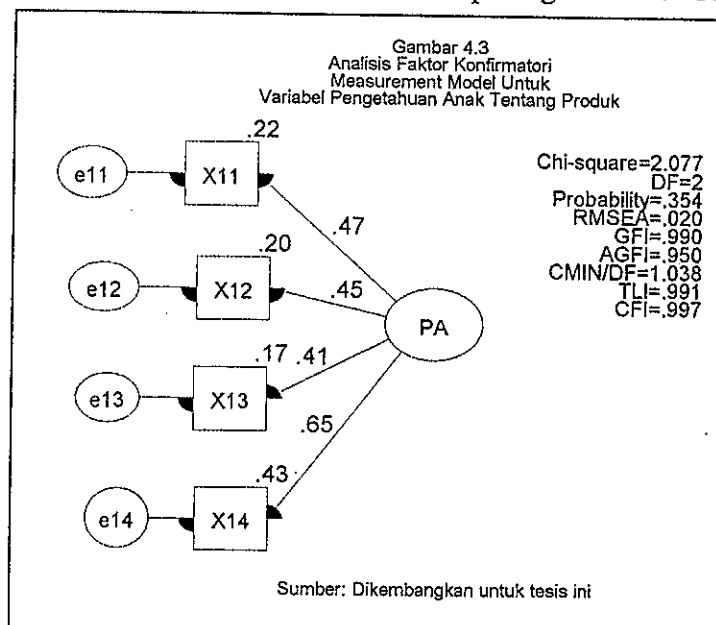 Gambar 4.3
Analisis Faktor Konfirmatori
Measurement Model Untuk
Variabel Pengetahuan Anak Tentang Produk
.22
e11
X11
Chi-square=2.077
DF=2
Probability=.354
RMSEA=.020
GFI=.990
AGFI=.950
CMIN/DF=1.038
TLI=.991
CFI=.997
.47
.20
e12
X12
.45
PA
.17 .41
e13
X13
.65
.43
e14
X14
Sumber: Dikembangkan untuk tesis ini